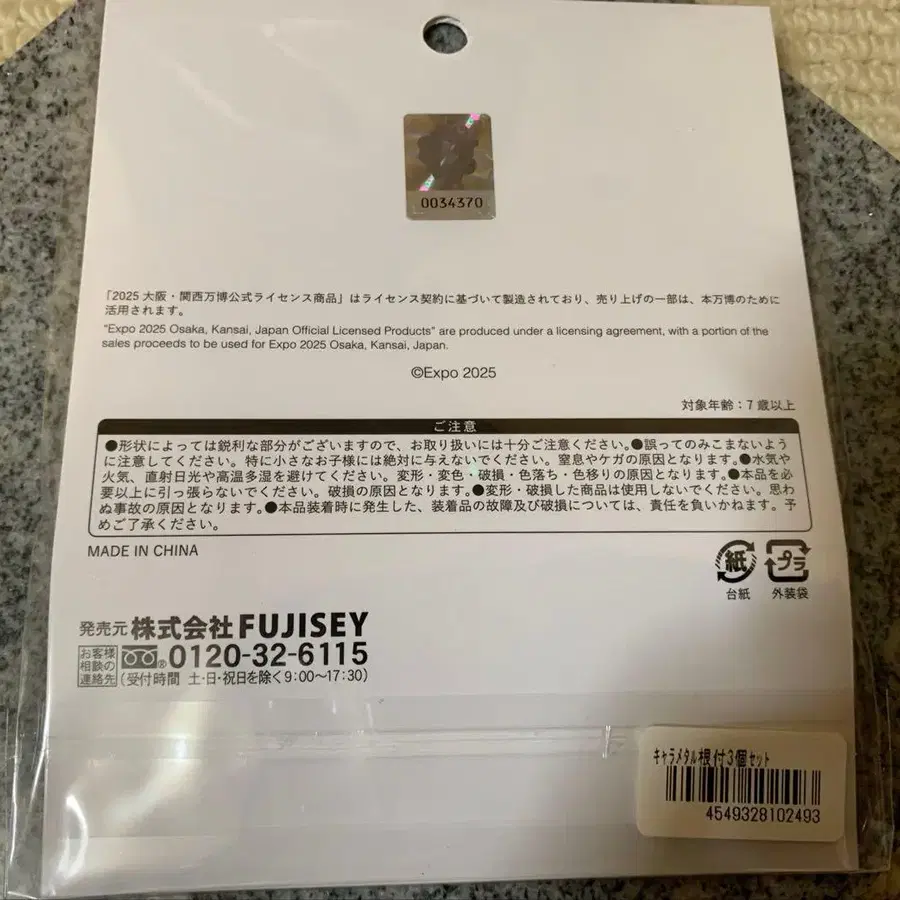 0034370
「2025 大阪・関西万博公式ライセンス商品」はライセンス契約に基づいて製造されており、売り上げの一部は、本万博のために
活用されます。
“Expo 2025 Osaka, Kansai, Japan Official Licensed Products” are produced under a licensing agreement, with a portion of the
sales proceeds to be used for Expo 2025 Osaka, Kansai, Japan.
©Expo 2025
対象年齢：7歳以上
ご注意
●形状によっては鋭利な部分がございますので、お取り扱いには十分ご注意ください。●誤ってのみこまないよう
に注意してください。特に小さなお子様には絶対に与えないでください。窒息やケガの原因となります。●水気や
火気、直射日光や高温多湿を避けてください。変形・変色・破損・色落ち・色移りの原因となります。●本品を必
要以上に引っ張らないでください。破損の原因となります。●変形・破損した商品は使用しないでください。思わ
ぬ事故の原因となります。●本品装着時に発生した、装着品の故障及び破損については、責任を負いかねます。予
めご了承ください。
MADE IN CHINA
紙 プラ
台紙 外装袋
発売元 株式会社 FUJISEY
お客様
相談の
連絡先
® 0120-32-6115
(受付時間 土・日・祝日を除く9:00～17:30)
キャラメタル根付3個セット
4549328102493